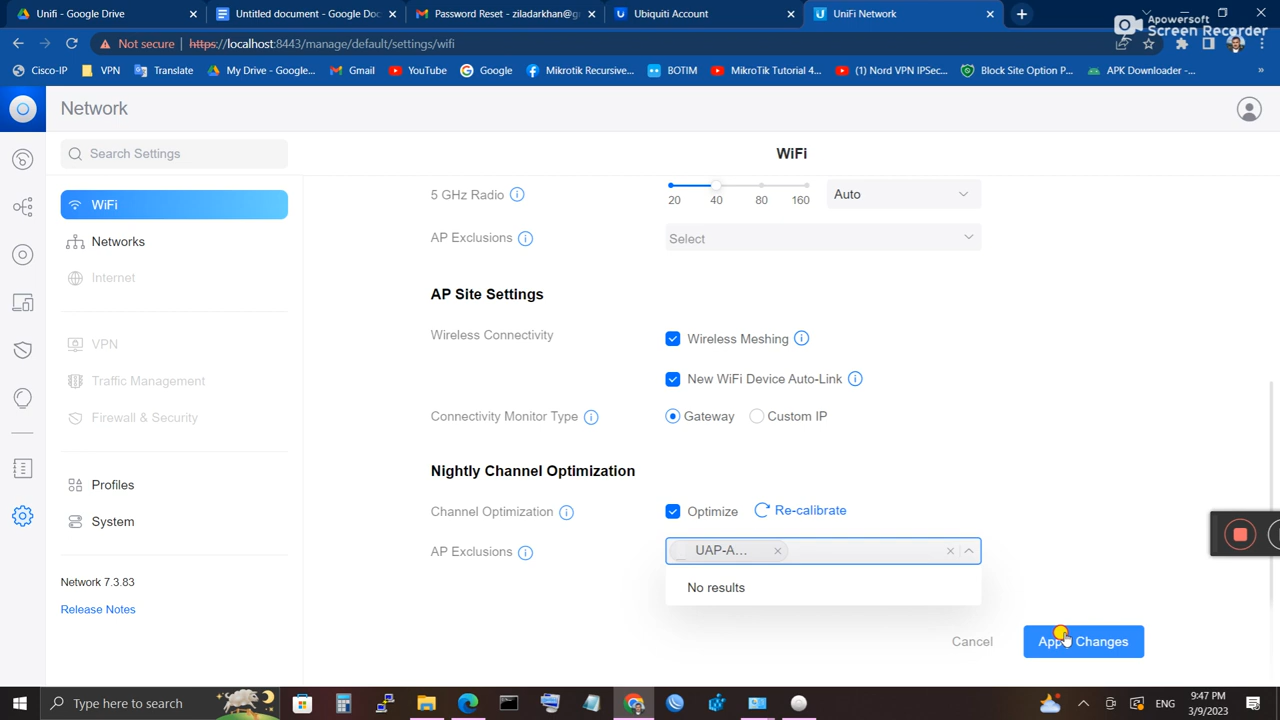 Unifi - Google Drive
Untitled document - Google Doc
Password Reset - ziladarkhan@g
Ubiquiti Account
UniFi Network
Apowersoft
Screen Recorder
Not secure
https://localhost:8443/manage/default/settings/wifi
Cisco-IP
VPN
Translate
My Drive - Google...
Gmail
YouTube
Google
Mikrotik Recursive...
BOTIM
MikroTik Tutorial 4...
(1) Nord VPN IPSec...
Block Site Option P...
APK Downloader -...
Network
Search Settings
WiFi
WiFi
Networks
Internet
VPN
Traffic Management
Firewall & Security
Profiles
System
Network 7.3.83
Release Notes
5 GHz Radio
20 40 80 160
Auto
AP Exclusions
Select
AP Site Settings
Wireless Connectivity
Wireless Meshing
New WiFi Device Auto-Link
Connectivity Monitor Type
Gateway
Custom IP
Nightly Channel Optimization
Channel Optimization
Optimize
Re-calibrate
AP Exclusions
UAP-A...
No results
Cancel
Changes
Type here to search
ENG
9:47 PM
3/9/2023